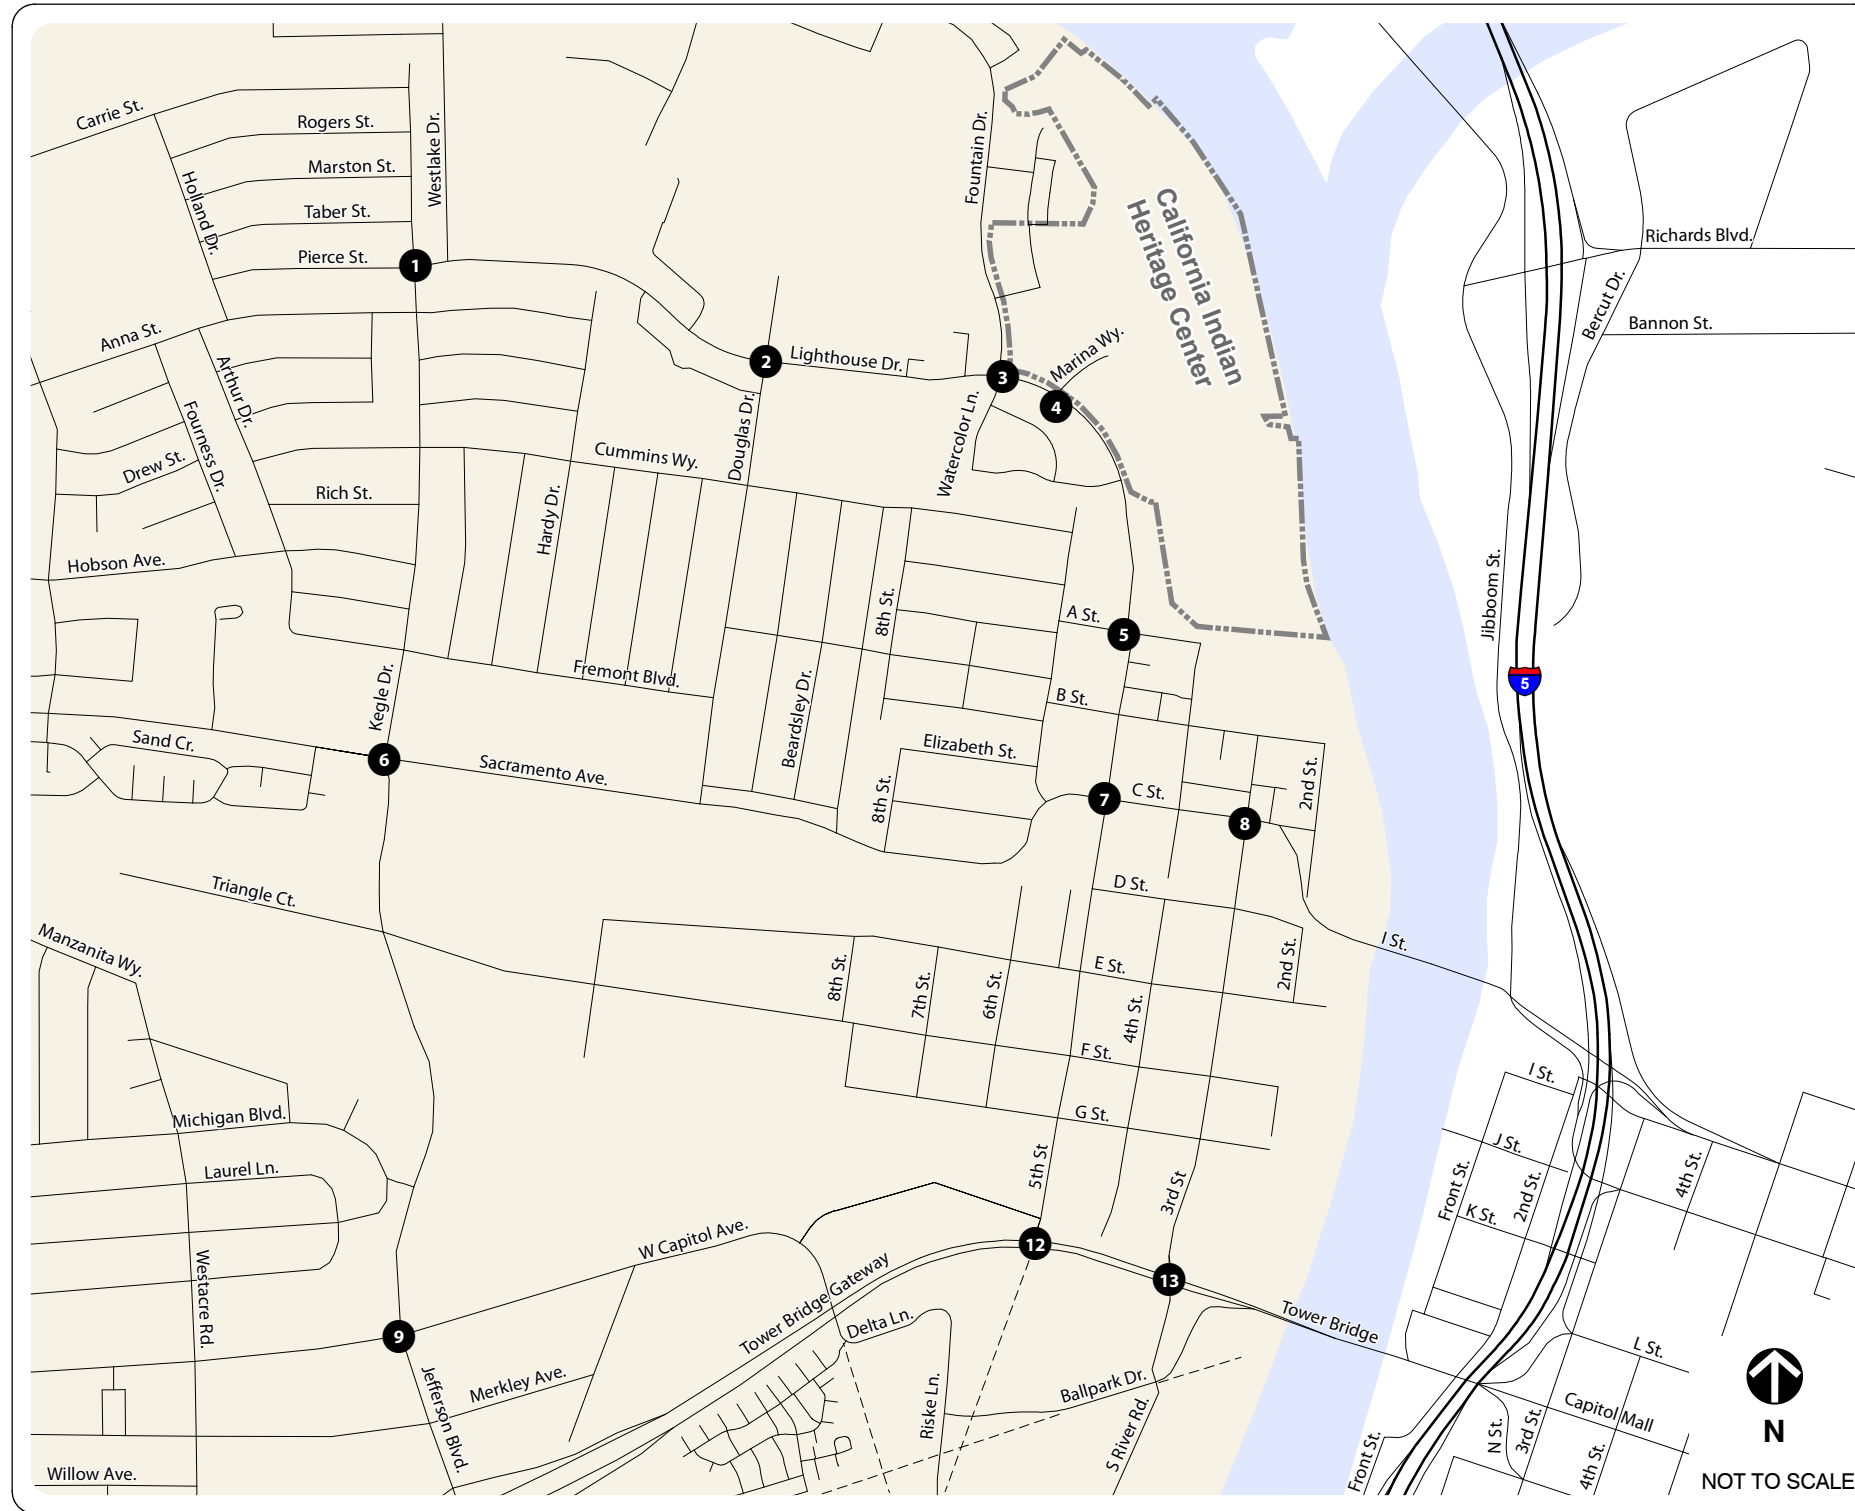 Carrie St.
Rogers St.
Marston St.
Taber St.
Pierce St.
Holland Dr.
Westlake Dr.
Fountain Dr.
California Indian
Heritage Center
Richards Blvd.
Bercut Dr.
Bannon St.
1
Anna St.
Arthur Dr.
Fourness Dr.
Drew St.
Rich St.
Hobson Ave.
2
Lighthouse Dr.
3
Marina Wy.
4
Watercolor Ln.
Douglas Dr.
Cummins Wy.
Hardy Dr.
8th St.
A St.
5
Jibboom St.
5
Fremont Blvd.
Kegle Dr.
Beardsley Dr.
B St.
Sand Cr.
6
Sacramento Ave.
Elizabeth St.
8th St.
7
C St.
8
2nd St.
Triangle Ct.
D St.
Manzanita Wy.
I St.
8th St.
7th St.
6th St.
E St.
4th St.
2nd St.
F St.
G St.
Michigan Blvd.
Laurel Ln.
5th St
3rd St
I St.
J St.
K St.
Front St.
2nd St.
4th St.
Westacre Rd.
W Capitol Ave.
12
13
Tower Bridge Gateway
Tower Bridge
9
Delta Ln.
Merkley Ave.
Jefferson Blvd.
Riske Ln.
Ballpark Dr.
S River Rd.
L St.
Capitol Mall
N St.
3rd St.
4th St.
Front St.
Willow Ave.
N
NOT TO SCALE